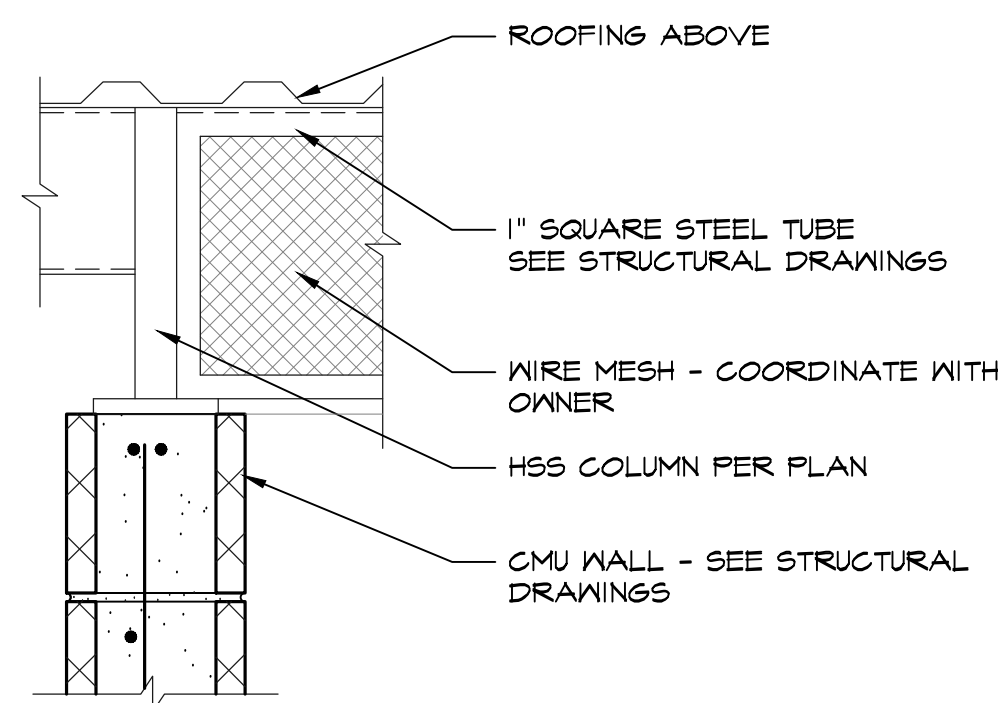 ROOFING ABOVE
1" SQUARE STEEL TUBE
SEE STRUCTURAL DRAWINGS
WIRE MESH - COORDINATE WITH
OWNER
HSS COLUMN PER PLAN
CMU WALL - SEE STRUCTURAL
DRAWINGS